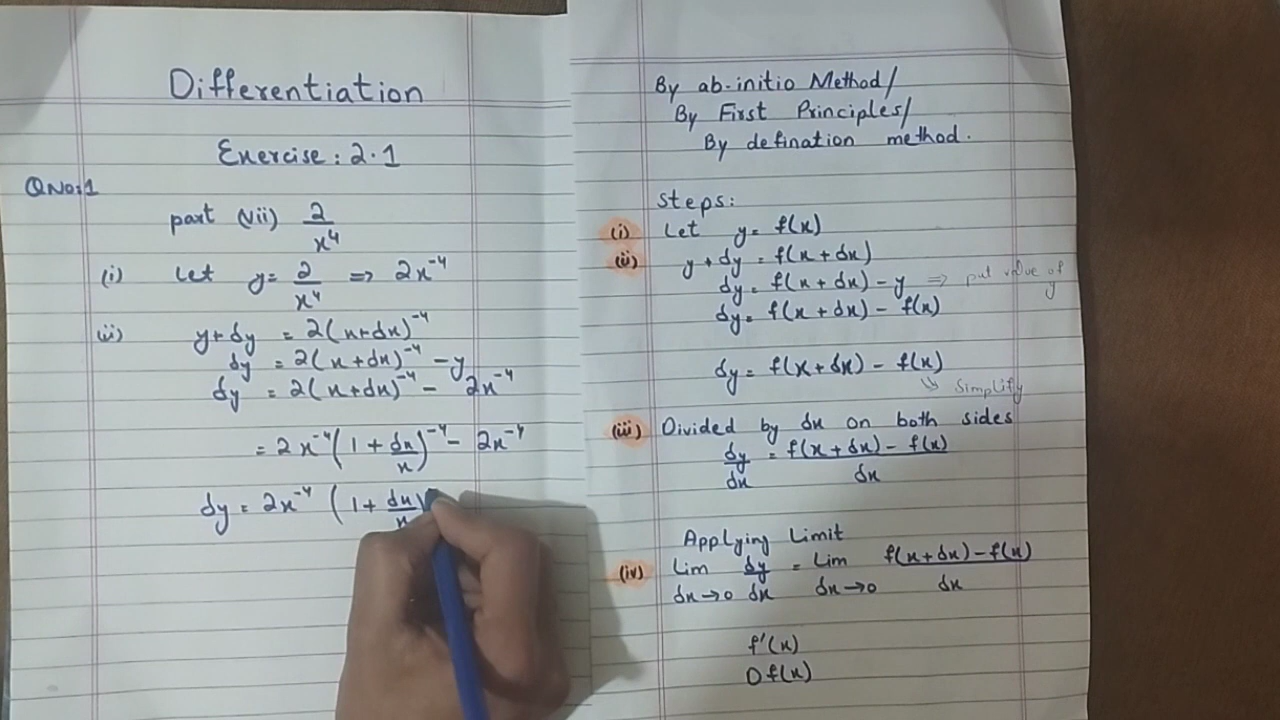 Differentiation
Exercise: 2.1
QNo:1
part (vii) 2/x⁴
(i) Let y = 2/x⁴ => 2x⁻⁴
(ii) y+δy = 2(x+δx)⁻⁴
δy = 2(x+δx)⁻⁴ - y
δy = 2(x+δx)⁻⁴ - 2x⁻⁴
= 2x⁻⁴(1+δx/x)⁻⁴ - 2x⁻⁴
δy = 2x⁻⁴ (1+δx/x)
By ab-initio Method/
By First Principles/
By defination method.
Steps:
(i) Let y = f(x)
(ii) y+δy = f(x+δx)
δy = f(x+δx) - y => put value of y
δy = f(x+δx) - f(x)
δy = f(x+δx) - f(x)
↳ Simplify
(iii) Divided by δx on both sides
δy/δx = f(x+δx) - f(x)/δx
Applying Limit
(iv) Lim δx→0 δy/δx = Lim δx→0 f(x+δx) - f(x)/δx
f'(x)
Df(x)